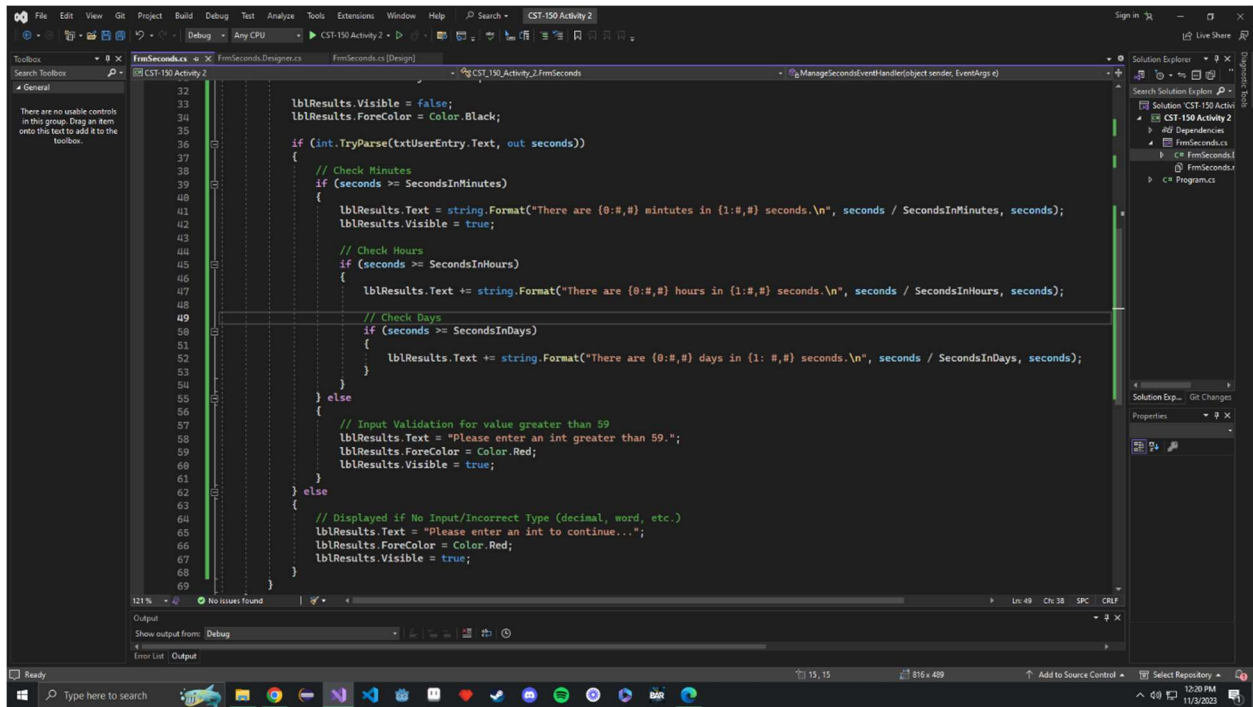 File Edit View Git Project Build Debug Test Analyze Tools Extensions Window Help Search CST-150 Activity 2 Sign in
Debug Any CPU CST-150 Activity 2 Live Share
Toolbox
Search Toolbox
General
There are no usable controls
in this group. Drag an item
onto this text to add it to the
toolbox.
FrmSeconds.cs FrmSeconds.Designer.cs FrmSeconds.cs [Design]
CST-150 Activity 2 CST_150_Activity_2.FrmSeconds ManageSecondsEventHandler(object sender, EventArgs e)
32
33 lblResults.Visible = false;
34 lblResults.ForeColor = Color.Black;
35
36 if (int.TryParse(txtUserEntry.Text, out seconds))
37 {
38 // Check Minutes
39 if (seconds >= SecondsInMinutes)
40 {
41 lblResults.Text = string.Format("There are {0:#,#} mintutes in {1:#,#} seconds.\n", seconds / SecondsInMinutes, seconds);
42 lblResults.Visible = true;
43
44 // Check Hours
45 if (seconds >= SecondsInHours)
46 {
47 lblResults.Text += string.Format("There are {0:#,#} hours in {1:#,#} seconds.\n", seconds / SecondsInHours, seconds);
48
49 // Check Days
50 if (seconds >= SecondsInDays)
51 {
52 lblResults.Text += string.Format("There are {0:#,#} days in {1: #,#} seconds.\n", seconds / SecondsInDays, seconds);
53 }
54 }
55 } else
56 {
57 // Input Validation for value greater than 59
58 lblResults.Text = "Please enter an int greater than 59.";
59 lblResults.ForeColor = Color.Red;
60 lblResults.Visible = true;
61 }
62 } else
63 {
64 // Displayed if No Input/Incorrect Type (decimal, word, etc.)
65 lblResults.Text = "Please enter an int to continue...";
66 lblResults.ForeColor = Color.Red;
67 lblResults.Visible = true;
68 }
69 }
121 % No issues found Ln: 49 Ch: 38 SPC CRLF
Output
Show output from: Debug
Error List Output
Solution Explorer
Search Solution Explor
Solution 'CST-150 Activi
CST-150 Activity 2
Dependencies
FrmSeconds.cs
C# FrmSeconds.D
FrmSeconds.r
C# Program.cs
Solution Exp... Git Changes
Properties
Diagnostic Tools
Ready 15, 15 816 x 489 Add to Source Control Select Repository
Type here to search BAR 12:20 PM
11/3/2023